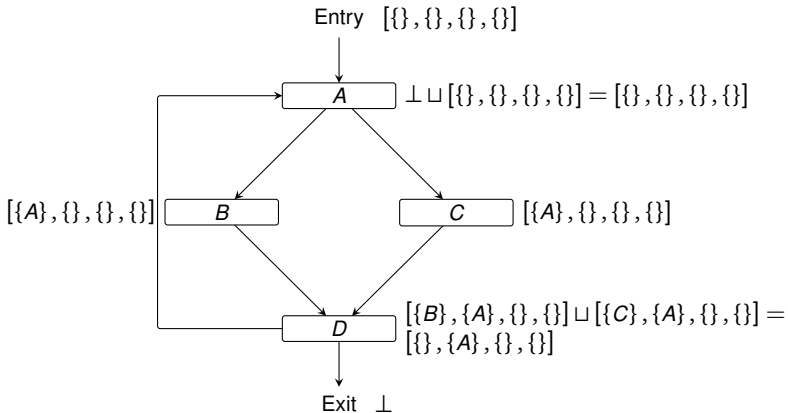 Entry [{}, {}, {}, {}]
A ⊥ ⊔ [{}, {}, {}, {}] = [{}, {}, {}, {}]
[{A}, {}, {}, {}] B C [{A}, {}, {}, {}]
D [{B}, {A}, {}, {}] ⊔ [{C}, {A}, {}, {}] =
[{}, {A}, {}, {}]
Exit ⊥